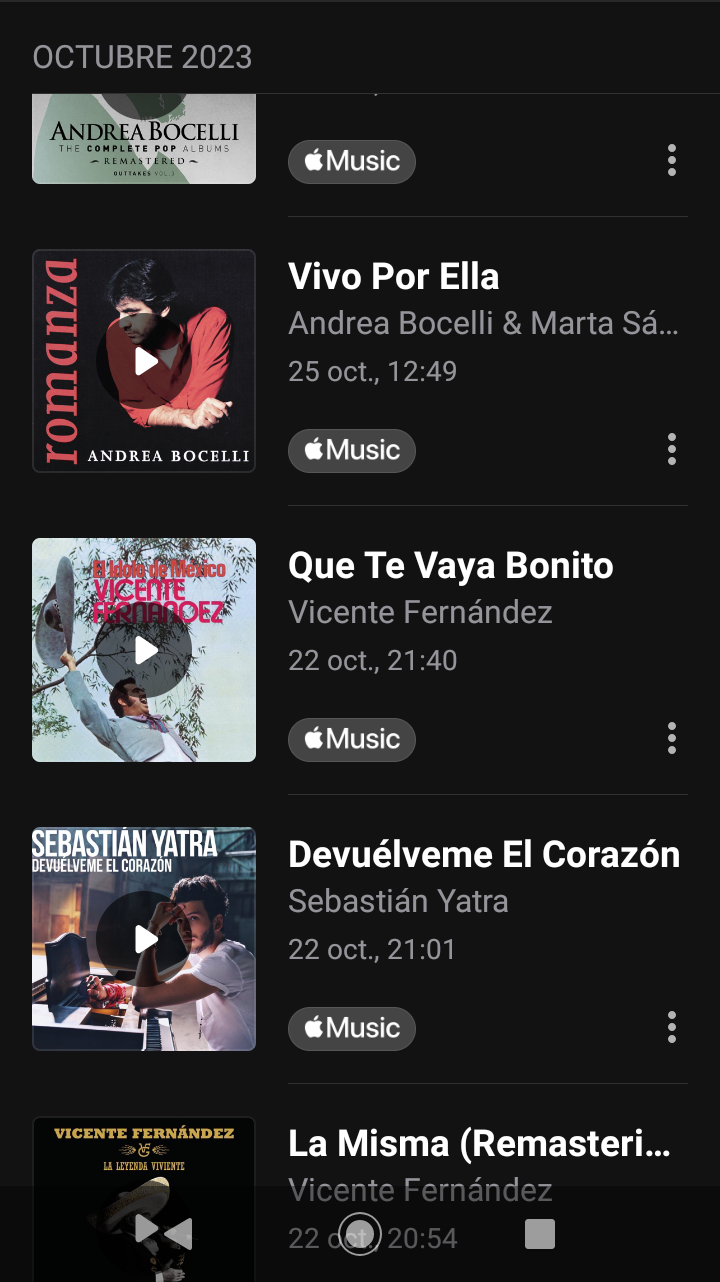 OCTUBRE 2023
ANDREA BOCELLI
THE COMPLETE POP ALBUMS
REMASTERED
OUTTAKES VOL.3
Music
romanza
ANDREA BOCELLI
Vivo Por Ella
Andrea Bocelli & Marta Sá...
25 oct., 12:49
Music
El Idolo de México
VICENTE
FERNANDEZ
Que Te Vaya Bonito
Vicente Fernández
22 oct., 21:40
Music
SEBASTIÁN YATRA
DEVUÉLVEME EL CORAZÓN
Devuélveme El Corazón
Sebastián Yatra
22 oct., 21:01
Music
VICENTE FERNÁNDEZ
LA LEYENDA VIVIENTE
La Misma (Remasteri...
Vicente Fernández
22 oct., 20:54